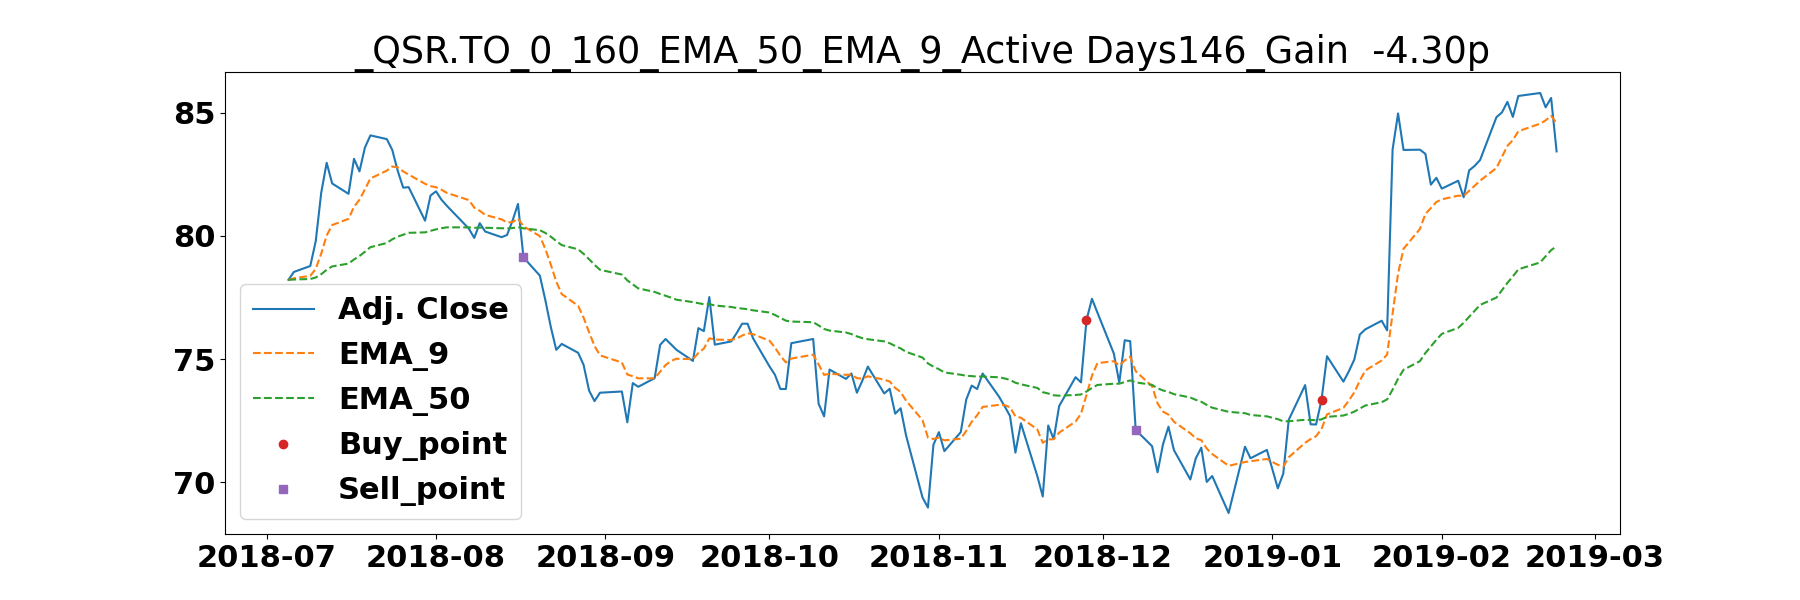 _QSR.TO_0_160_EMA_50_EMA_9_Active Days146_Gain  -4.30p
85
80
75
70
Adj. Close
EMA_9
EMA_50
Buy_point
Sell_point
2018-07 2018-08 2018-09 2018-10 2018-11 2018-12 2019-01 2019-02 2019-03